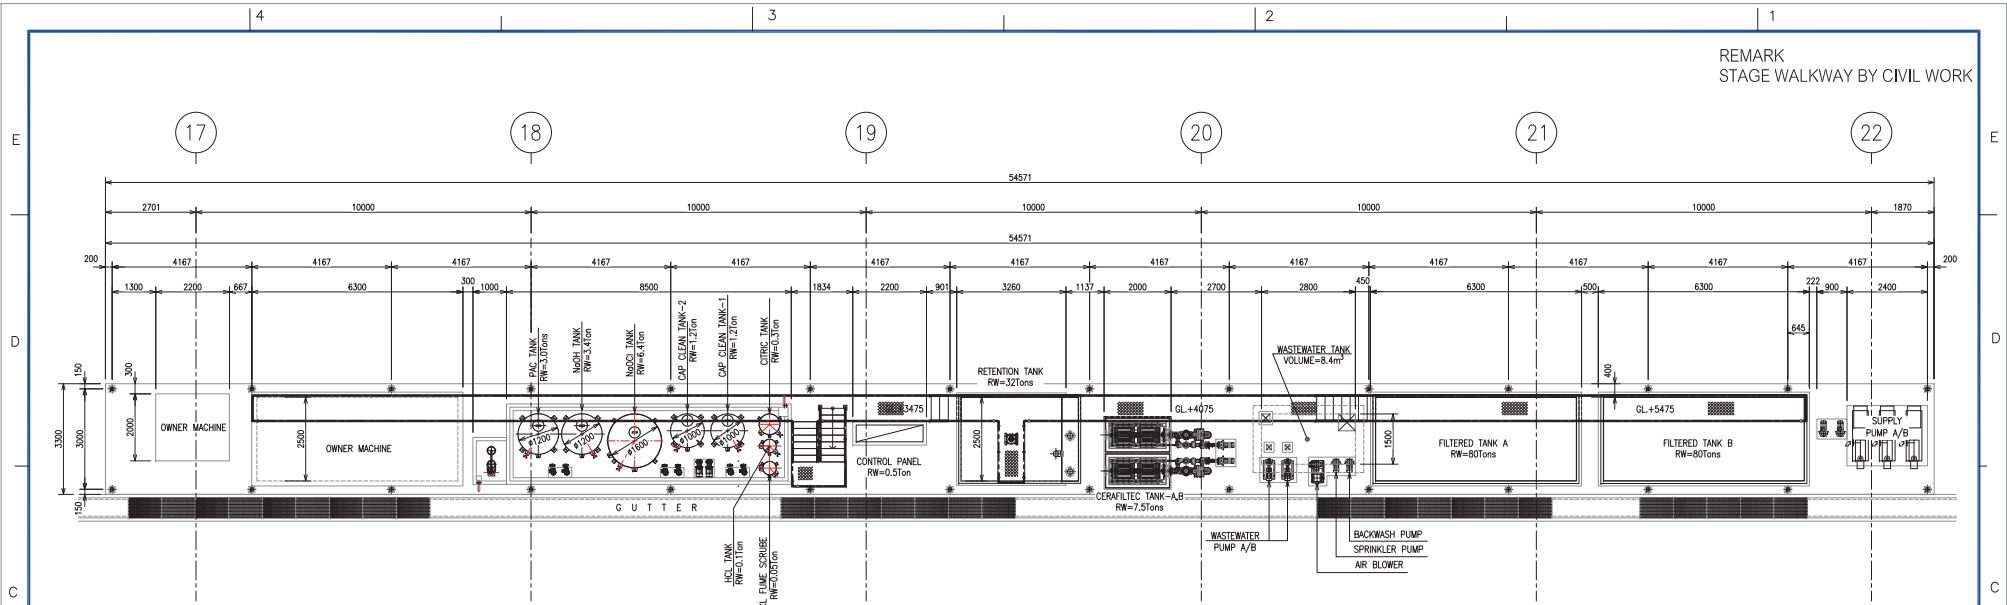 4
3
2
1
REMARK
STAGE WALKWAY BY CIVIL WORK
E
17
18
19
20
21
22
E
54571
2701
10000
10000
10000
10000
10000
1870
54571
200
4167
4167
4167
4167
4167
4167
4167
4167
4167
4167
4167
4167
4167
200
1300
2200
667
6300
300
1000
8500
1834
2200
901
3260
1137
2000
2700
2800
450
6300
500
6300
222
900
2400
645
D
D
PAC TANK
RW=3.0Tons
NaOH TANK
RW=3.4Ton
NaOCl TANK
RW=6.4Ton
CAP CLEAN TANK-2
RW=1.2Ton
CAP CLEAN TANK-1
RW=1.2Ton
CITRIC TANK
RW=0.3Ton
WASTEWATER TANK
VOLUME=8.4m³
RETENTION TANK
RW=32Tons
150
300
400
3475
GL.+4075
GL.+5475
3300
3000
2000
2500
OWNER MACHINE
OWNER MACHINE
ø1200
ø1200
ø1600
ø1000
ø1000
CONTROL PANEL
RW=0.5Ton
2500
1500
FILTERED TANK A
RW=80Tons
FILTERED TANK B
RW=80Tons
SUPPLY
PUMP A/B
150
GUTTER
CERAFILTEC TANK-A,B
RW=7.5Tons
WASTEWATER
PUMP A/B
BACKWASH PUMP
SPRINKLER PUMP
AIR BLOWER
HCL TANK
RW=0.1Ton
CL FUME SCRUBE
RW=0.05Ton
C
C